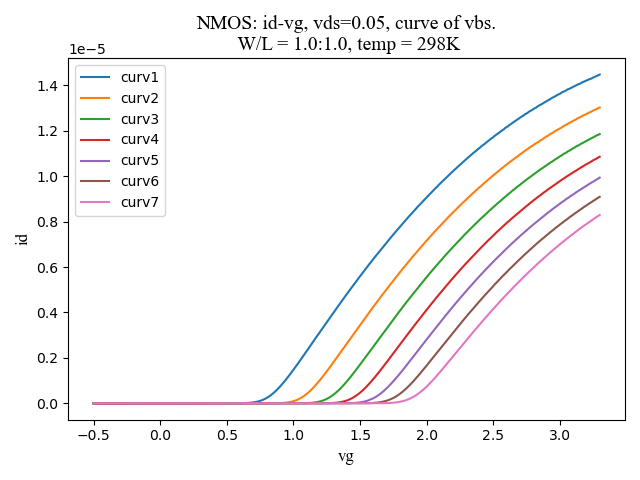 NMOS: id-vg, vds=0.05, curve of vbs.
W/L = 1.0:1.0, temp = 298K
1e−5
curv1
curv2
curv3
curv4
curv5
curv6
curv7
1.4
1.2
1.0
0.8
0.6
0.4
0.2
0.0
id
−0.5 0.0 0.5 1.0 1.5 2.0 2.5 3.0
vg